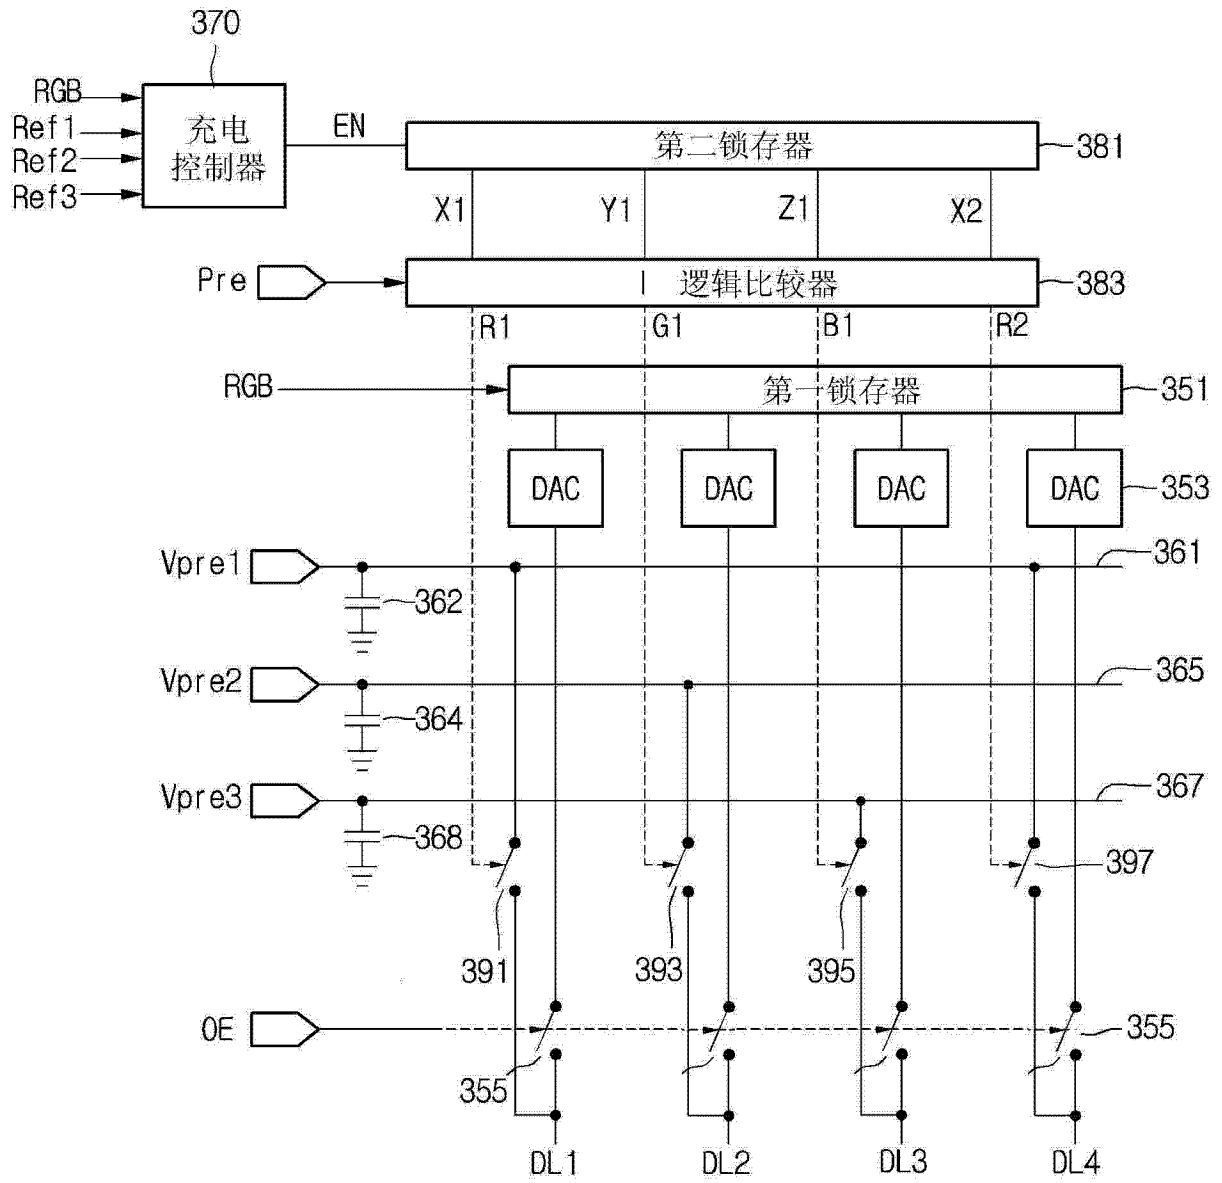 370
RGB
Ref1
Ref2
Ref3
充电
控制器
EN
第二锁存器
381
X1
Y1
Z1
X2
Pre
逻辑比较器
383
R1
G1
B1
R2
RGB
第一锁存器
351
DAC
DAC
DAC
DAC
353
Vpre1
361
362
Vpre2
365
364
Vpre3
367
368
397
391
393
395
OE
355
355
DL1
DL2
DL3
DL4